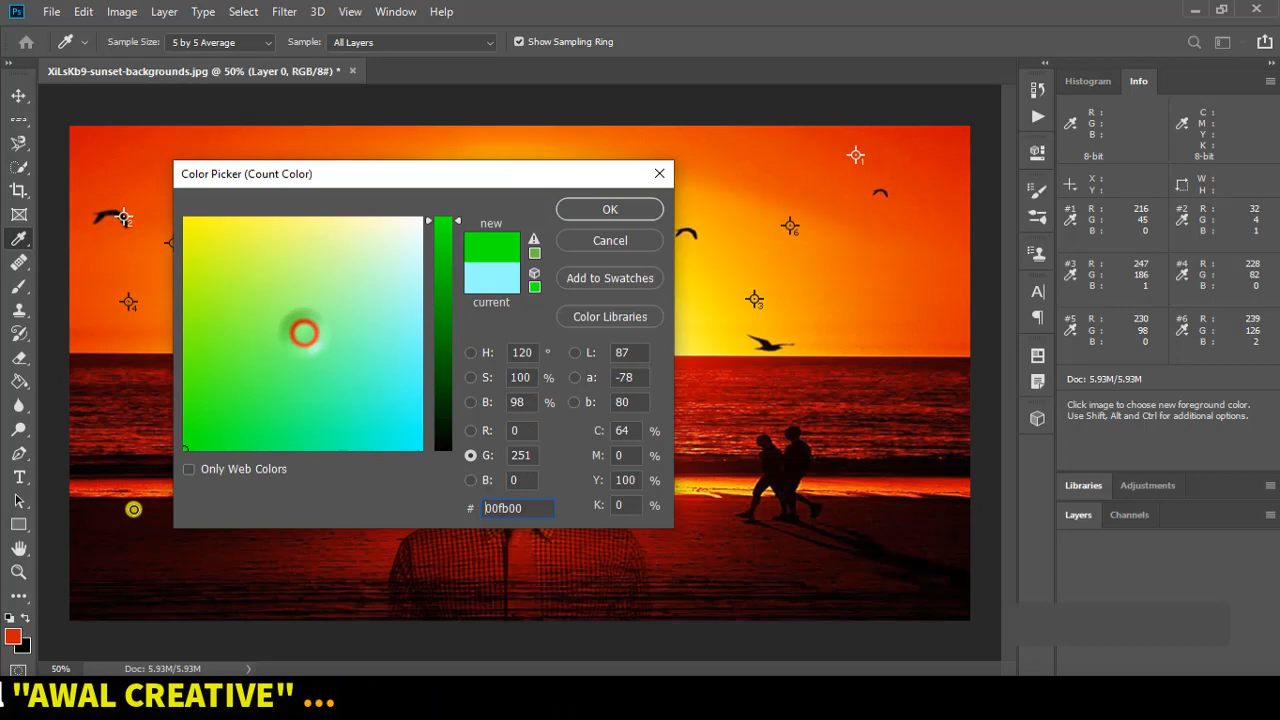 Ps File Edit Image Layer Type Select Filter 3D View Window Help
Sample Size: 5 by 5 Average Sample: All Layers Show Sampling Ring
XiLsKb9-sunset-backgrounds.jpg @ 50% (Layer 0, RGB/8#) *
Histogram Info
R: C:
G: M:
B: Y:
K:
8-bit 8-bit
X: W:
Y: H:
#1 R: 216 #2 R: 32
G: 45 G: 4
B: 0 B: 1
#3 R: 247 #4 R: 228
G: 186 G: 82
B: 1 B: 0
#5 R: 230 #6 R: 239
G: 98 G: 126
B: 0 B: 2
Doc: 5.93M/5.93M
Click image to choose new foreground color.
Use Shift, Alt and Ctrl for additional options.
Libraries Adjustments
Layers Channels
1
2
6
3
4
Color Picker (Count Color)
new
current
OK
Cancel
Add to Swatches
Color Libraries
H: 120 ° L: 87
S: 100 % a: -78
B: 98 % b: 80
R: 0 C: 64 %
G: 251 M: 0 %
B: 0 Y: 100 %
# 00fb00 K: 0 %
Only Web Colors
50% Doc: 5.93M/5.93M
"AWAL CREATIVE" ...